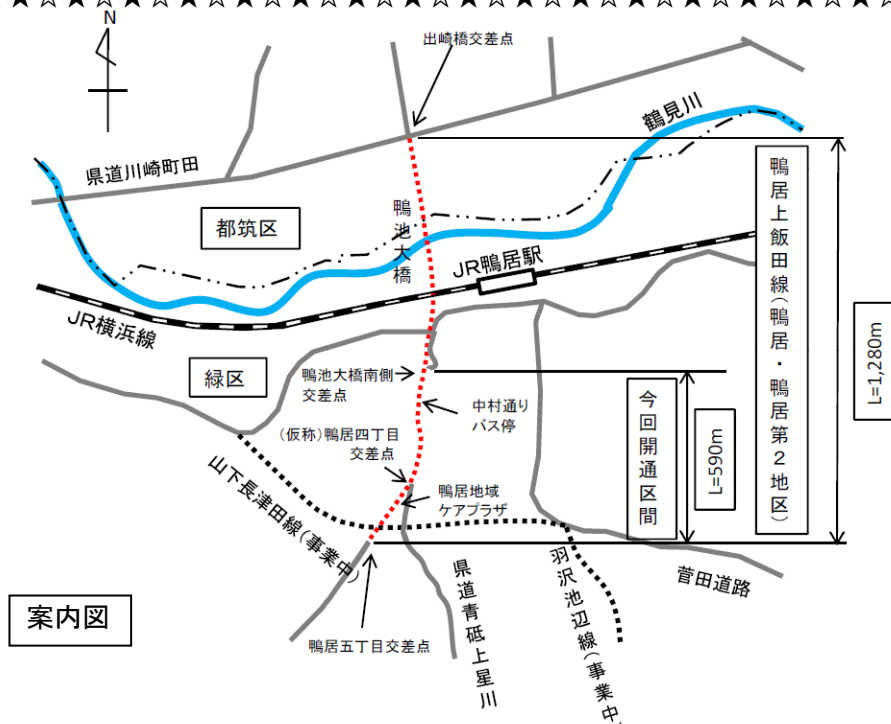 ★☆★☆★☆★☆★☆★☆★☆★☆★☆★☆★☆★☆★☆★☆★☆★
N
出崎橋交差点
鶴見川
県道川崎町田
都筑区
鴨池大橋
JR鴨居駅
JR横浜線
緑区
鴨池大橋南側
交差点
中村通り
バス停
(仮称)鴨居四丁目
交差点
鴨居地域
ケアプラザ
山下長津田線(事業中)
今回開通区間
L=590m
鴨居上飯田線(鴨居・鴨居第2地区)
L=1,280m
菅田道路
羽沢池辺線(事業中)
県道青砥上星川
鴨居五丁目交差点
案内図